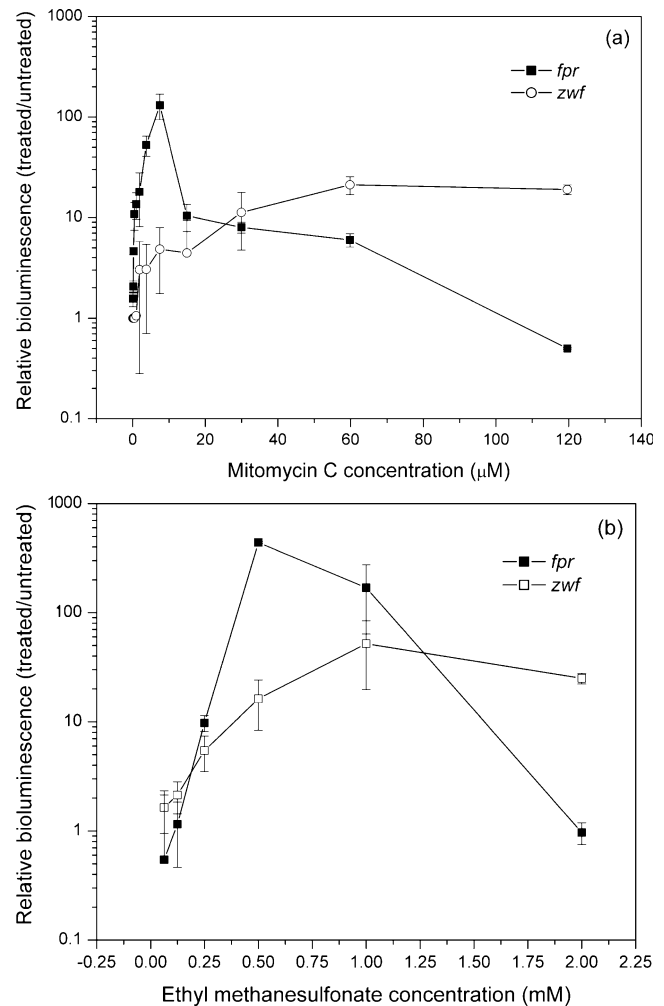 1000
100
10
1
0.1
Relative bioluminescence (treated/untreated)
(a)
fpr
zwf
0 20 40 60 80 100 120 140
Mitomycin C concentration (μM)
1000
100
10
1
0.1
Relative bioluminescence (treated/untreated)
(b)
fpr
zwf
-0.25 0.00 0.25 0.50 0.75 1.00 1.25 1.50 1.75 2.00 2.25
Ethyl methanesulfonate concentration (mM)